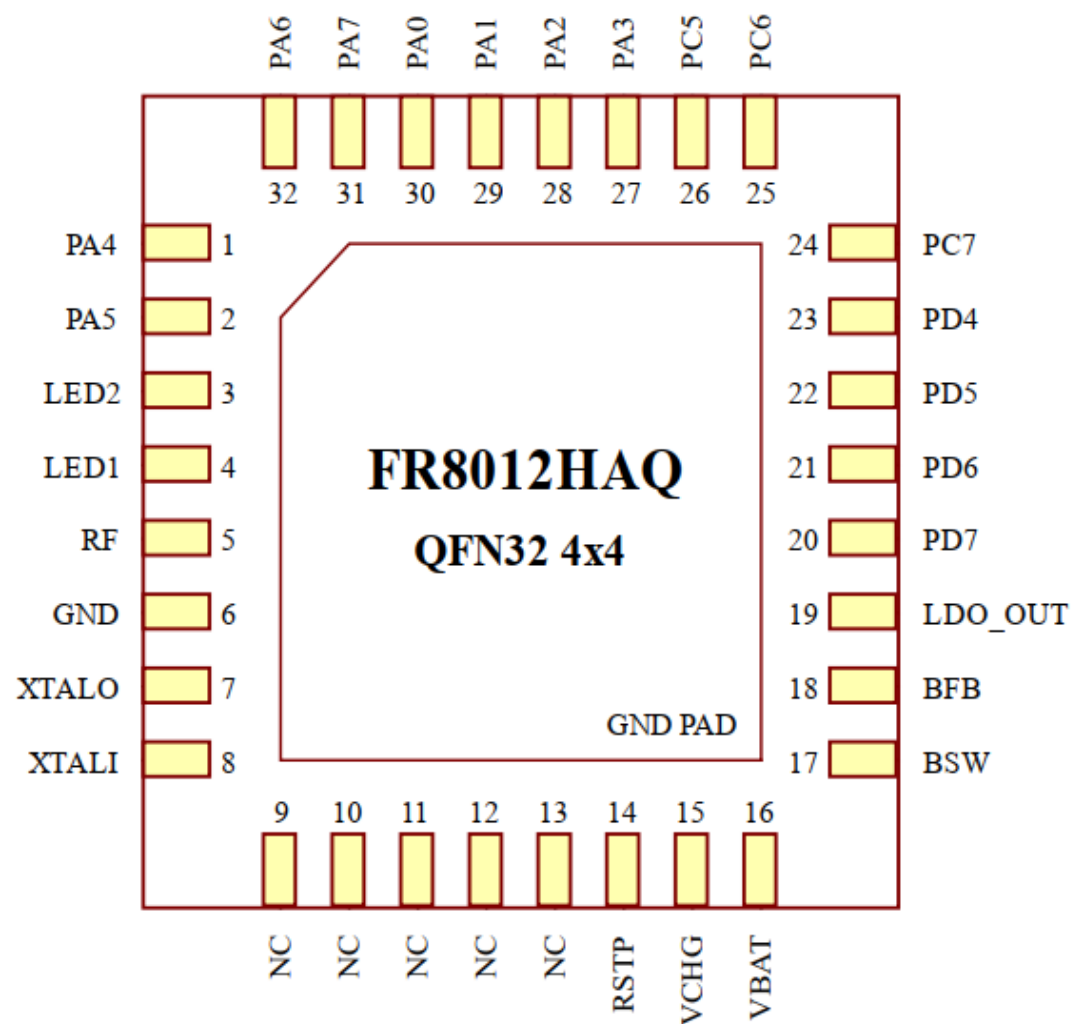 PA6 PA7 PA0 PA1 PA2 PA3 PC5 PC6
32 31 30 29 28 27 26 25
PA4 1 24 PC7
PA5 2 23 PD4
LED2 3 22 PD5
LED1 4 21 PD6
FR8012HAQ
RF 5 20 PD7
QFN32 4x4
GND 6 19 LDO_OUT
XTALO 7 18 BFB
GND PAD
XTALI 8 17 BSW
9 10 11 12 13 14 15 16
NC NC NC NC NC RSTP VCHG VBAT